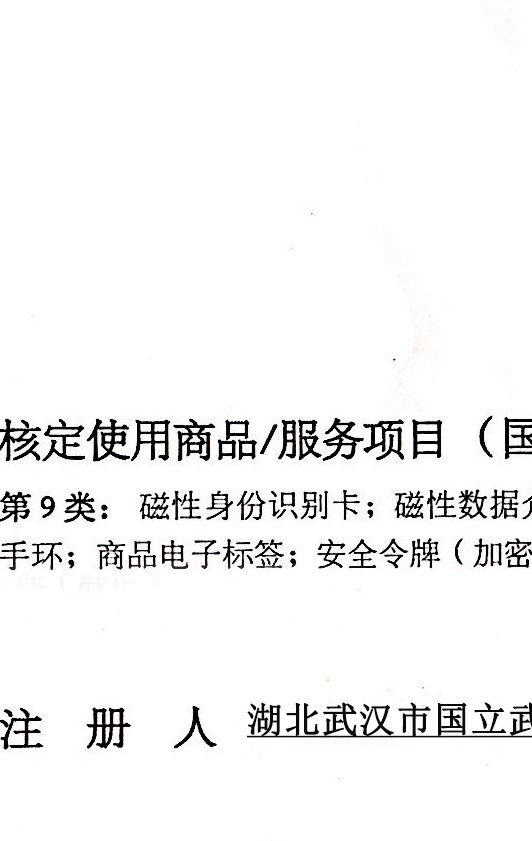 核定使用商品/服务项目（国
第 9 类：磁性身份识别卡；磁性数据介
手环；商品电子标签；安全令牌（加密
注 册 人 湖北武汉市国立武